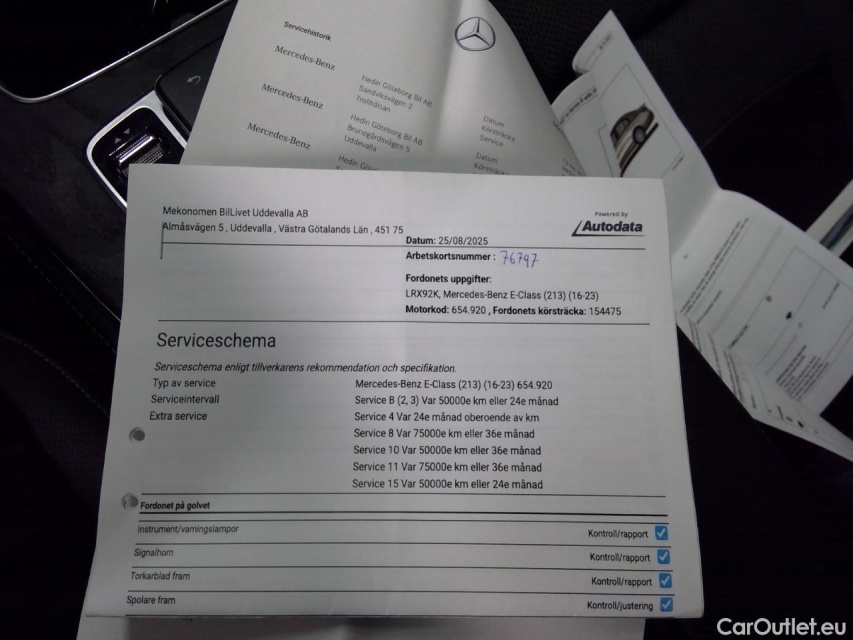 Servicehistorik
Mercedes-Benz
Mercedes-Benz
Hedin Göteborg Bil AB
Sandviksvägen 2
Trollhättan
Datum
Körsträcka
Service
Mercedes-Benz
Hedin Göteborg Bil AB
Brunegårdsvägen 5
Uddevalla
Datum
Körsträcka
Hedin
Mekonomen BilLivet Uddevalla AB
Almåsvägen 5 , Uddevalla , Västra Götalands Län , 451 75
Powered by
Autodata
Datum: 25/08/2025
Arbetskortsnummer : 76797
Fordonets uppgifter:
LRX92K, Mercedes-Benz E-Class (213) (16-23)
Motorkod: 654.920 , Fordonets körsträcka: 154475
Serviceschema
Serviceschema enligt tillverkarens rekommendation och specifikation.
Typ av service Mercedes-Benz E-Class (213) (16-23) 654.920
Serviceintervall Service B (2, 3) Var 50000e km eller 24e månad
Extra service Service 4 Var 24e månad oberoende av km
Service 8 Var 75000e km eller 36e månad
Service 10 Var 50000e km eller 36e månad
Service 11 Var 75000e km eller 36e månad
Service 15 Var 50000e km eller 24e månad
Fordonet på golvet
Instrument/varningslampor Kontroll/rapport
Signalhorn Kontroll/rapport
Torkarblad fram Kontroll/rapport
Spolare fram Kontroll/justering
CarOutlet.eu